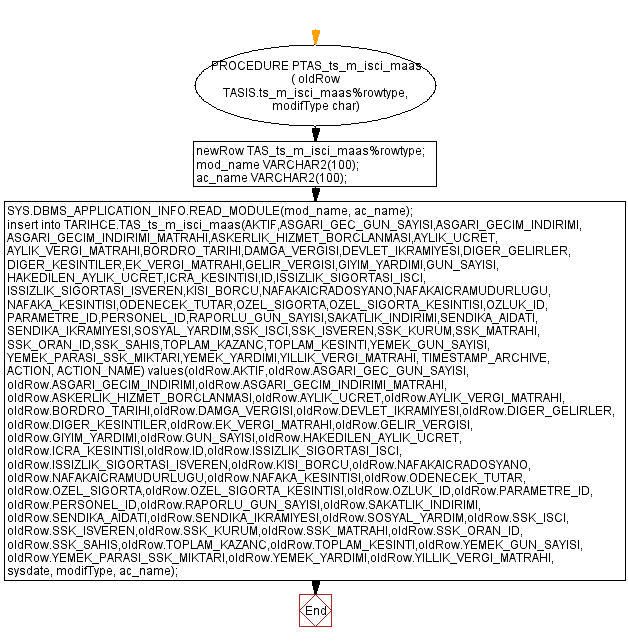 PROCEDURE PTAS_ts_m_isci_maas
( oldRow
TASIS.ts_m_isci_maas%rowtype,
modifType char)
newRow TAS_ts_m_isci_maas%rowtype;
mod_name VARCHAR2(100);
ac_name VARCHAR2(100);
SYS.DBMS_APPLICATION_INFO.READ_MODULE(mod_name, ac_name);
insert into TARIHCE.TAS_ts_m_isci_maas(AKTIF,ASGARI_GEC_GUN_SAYISI,ASGARI_GECIM_INDIRIMI,
ASGARI_GECIM_INDIRIMI_MATRAHI,ASKERLIK_HIZMET_BORCLANMASI,AYLIK_UCRET,
AYLIK_VERGI_MATRAHI,BORDRO_TARIHI,DAMGA_VERGISI,DEVLET_IKRAMIYESI,DIGER_GELIRLER,
DIGER_KESINTILER,EK_VERGI_MATRAHI,GELIR_VERGISI,GIYIM_YARDIMI,GUN_SAYISI,
HAKEDILEN_AYLIK_UCRET,ICRA_KESINTISI,ID,ISSIZLIK_SIGORTASI_ISCI,
ISSIZLIK_SIGORTASI_ISVEREN,KISI_BORCU,NAFAKAICRADOSYANO,NAFAKAICRAMUDURLUGU,
NAFAKA_KESINTISI,ODENECEK_TUTAR,OZEL_SIGORTA,OZEL_SIGORTA_KESINTISI,OZLUK_ID,
PARAMETRE_ID,PERSONEL_ID,RAPORLU_GUN_SAYISI,SAKATLIK_INDIRIMI,SENDIKA_AIDATI,
SENDIKA_IKRAMIYESI,SOSYAL_YARDIM,SSK_ISCI,SSK_ISVEREN,SSK_KURUM,SSK_MATRAHI,
SSK_ORAN_ID,SSK_SAHIS,TOPLAM_KAZANC,TOPLAM_KESINTI,YEMEK_GUN_SAYISI,
YEMEK_PARASI_SSK_MIKTARI,YEMEK_YARDIMI,YILLIK_VERGI_MATRAHI, TIMESTAMP_ARCHIVE,
ACTION, ACTION_NAME) values(oldRow.AKTIF,oldRow.ASGARI_GEC_GUN_SAYISI,
oldRow.ASGARI_GECIM_INDIRIMI,oldRow.ASGARI_GECIM_INDIRIMI_MATRAHI,
oldRow.ASKERLIK_HIZMET_BORCLANMASI,oldRow.AYLIK_UCRET,oldRow.AYLIK_VERGI_MATRAHI,
oldRow.BORDRO_TARIHI,oldRow.DAMGA_VERGISI,oldRow.DEVLET_IKRAMIYESI,oldRow.DIGER_GELIRLER,
oldRow.DIGER_KESINTILER,oldRow.EK_VERGI_MATRAHI,oldRow.GELIR_VERGISI,
oldRow.GIYIM_YARDIMI,oldRow.GUN_SAYISI,oldRow.HAKEDILEN_AYLIK_UCRET,
oldRow.ICRA_KESINTISI,oldRow.ID,oldRow.ISSIZLIK_SIGORTASI_ISCI,
oldRow.ISSIZLIK_SIGORTASI_ISVEREN,oldRow.KISI_BORCU,oldRow.NAFAKAICRADOSYANO,
oldRow.NAFAKAICRAMUDURLUGU,oldRow.NAFAKA_KESINTISI,oldRow.ODENECEK_TUTAR,
oldRow.OZEL_SIGORTA,oldRow.OZEL_SIGORTA_KESINTISI,oldRow.OZLUK_ID,oldRow.PARAMETRE_ID,
oldRow.PERSONEL_ID,oldRow.RAPORLU_GUN_SAYISI,oldRow.SAKATLIK_INDIRIMI,
oldRow.SENDIKA_AIDATI,oldRow.SENDIKA_IKRAMIYESI,oldRow.SOSYAL_YARDIM,oldRow.SSK_ISCI,
oldRow.SSK_ISVEREN,oldRow.SSK_KURUM,oldRow.SSK_MATRAHI,oldRow.SSK_ORAN_ID,
oldRow.SSK_SAHIS,oldRow.TOPLAM_KAZANC,oldRow.TOPLAM_KESINTI,oldRow.YEMEK_GUN_SAYISI,
oldRow.YEMEK_PARASI_SSK_MIKTARI,oldRow.YEMEK_YARDIMI,oldRow.YILLIK_VERGI_MATRAHI,
sysdate, modifType, ac_name);
End